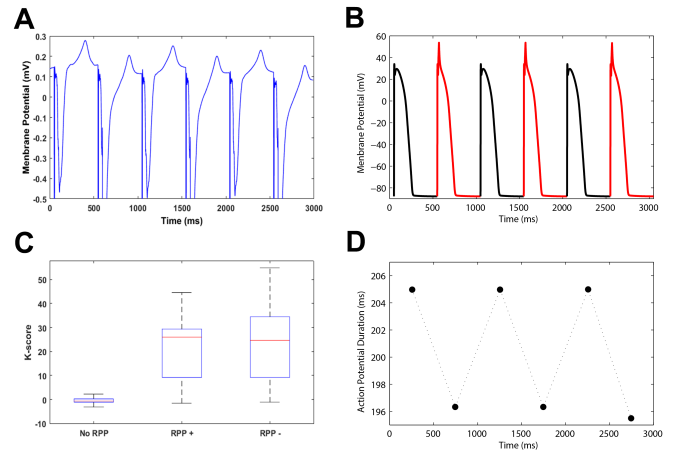 A
Menbrane Potential (mV)
0.3
0.2
0.1
0
-0.1
-0.2
-0.3
-0.4
-0.5
0 500 1000 1500 2000 2500 3000
Time (ms)
B
Menbrane Potential (mV)
60
40
20
0
−20
−40
−60
−80
0 500 1000 1500 2000 2500 3000
Time (ms)
C
K-score
50
40
30
20
10
0
-10
No RPP RPP + RPP -
D
Action Potential Duration (ms)
206
204
202
200
198
196
0 500 1000 1500 2000 2500 3000
Time (ms)